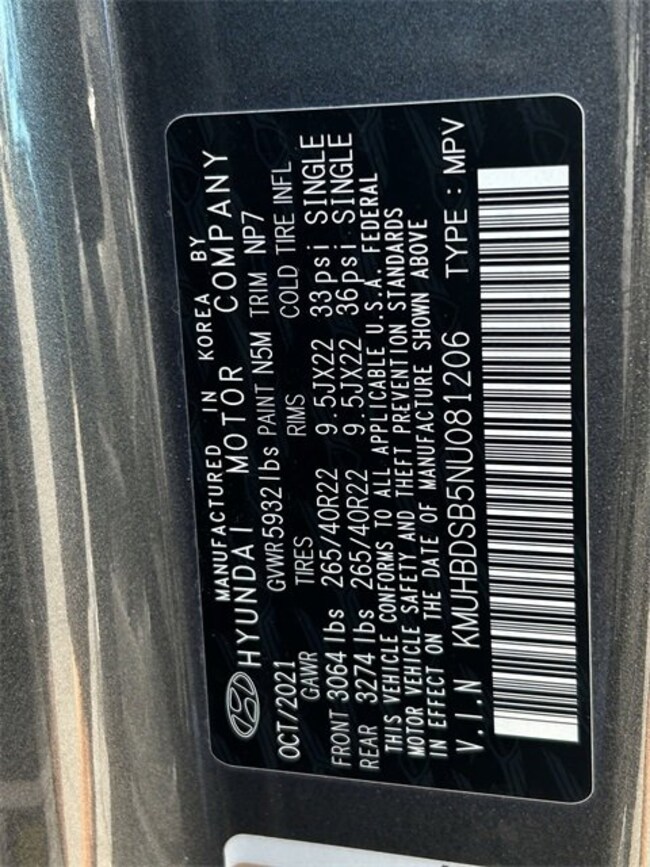 MANUFACTURED IN KOREA BY
HYUNDAI MOTOR COMPANY
OCT/2021 GVWR 5932 lbs PAINT N5M TRIM NP7
GAWR TIRES RIMS COLD TIRE INFL
FRONT 3064 lbs 265/40R22 9.5JX22 33psi SINGLE
REAR 3274 lbs 265/40R22 9.5JX22 36psi SINGLE
THIS VEHICLE CONFORMS TO ALL APPLICABLE U.S.A. FEDERAL
MOTOR VEHICLE SAFETY AND THEFT PREVENTION STANDARDS
IN EFFECT ON THE DATE OF MANUFACTURE SHOWN ABOVE
V.I.N KMUHBDSB5NU081206 TYPE : MPV